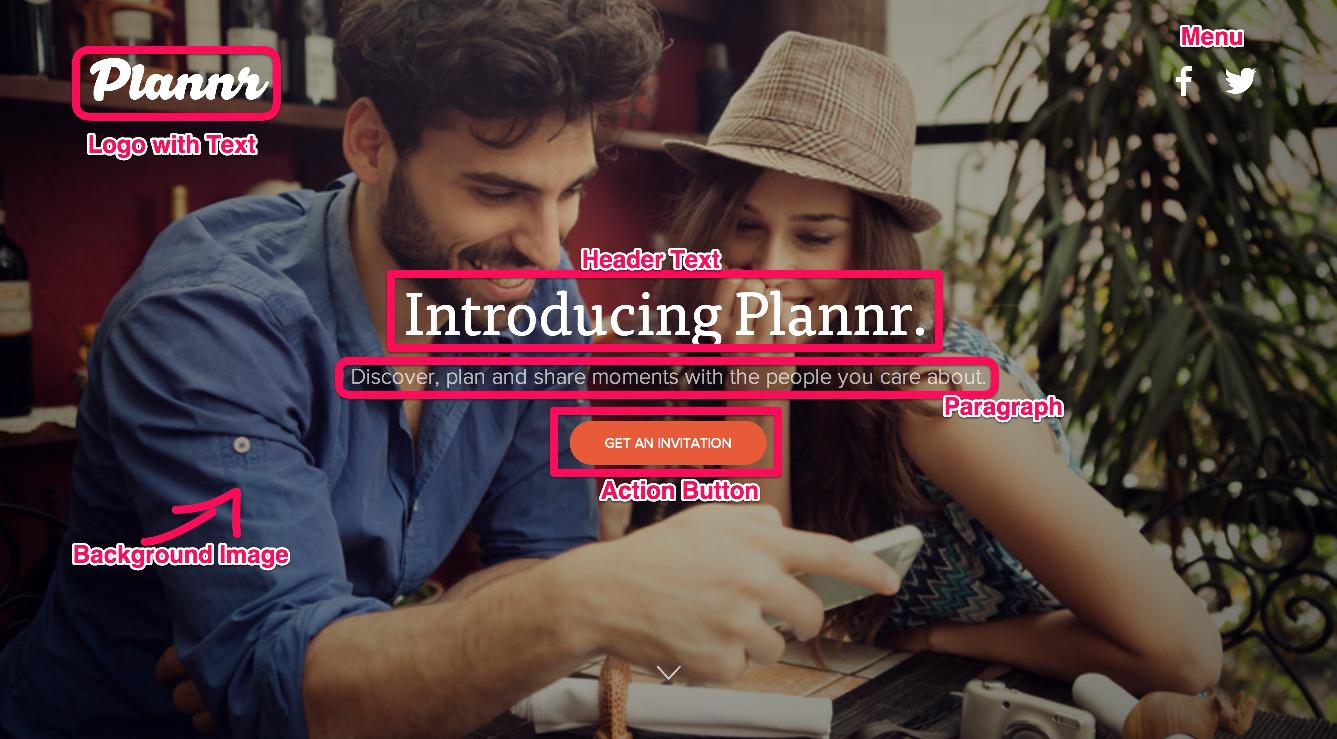 Menu
Plannr
Logo with Text
Header Text
Introducing Plannr.
Discover, plan and share moments with the people you care about.
Paragraph
GET AN INVITATION
Action Button
Background Image